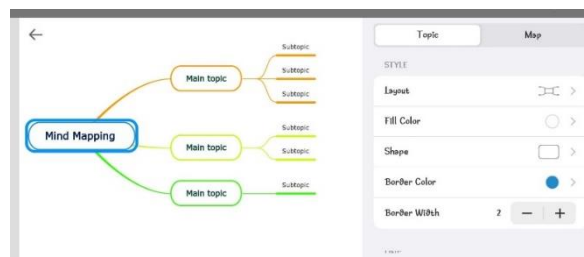 Mind Mapping
Main topic
Subtopic
Subtopic
Subtopic
Main topic
Subtopic
Subtopic
Main topic
Subtopic
Topic
Map
STYLE
Layout
Fill Color
Shape
Border Color
Border Width 2 − +